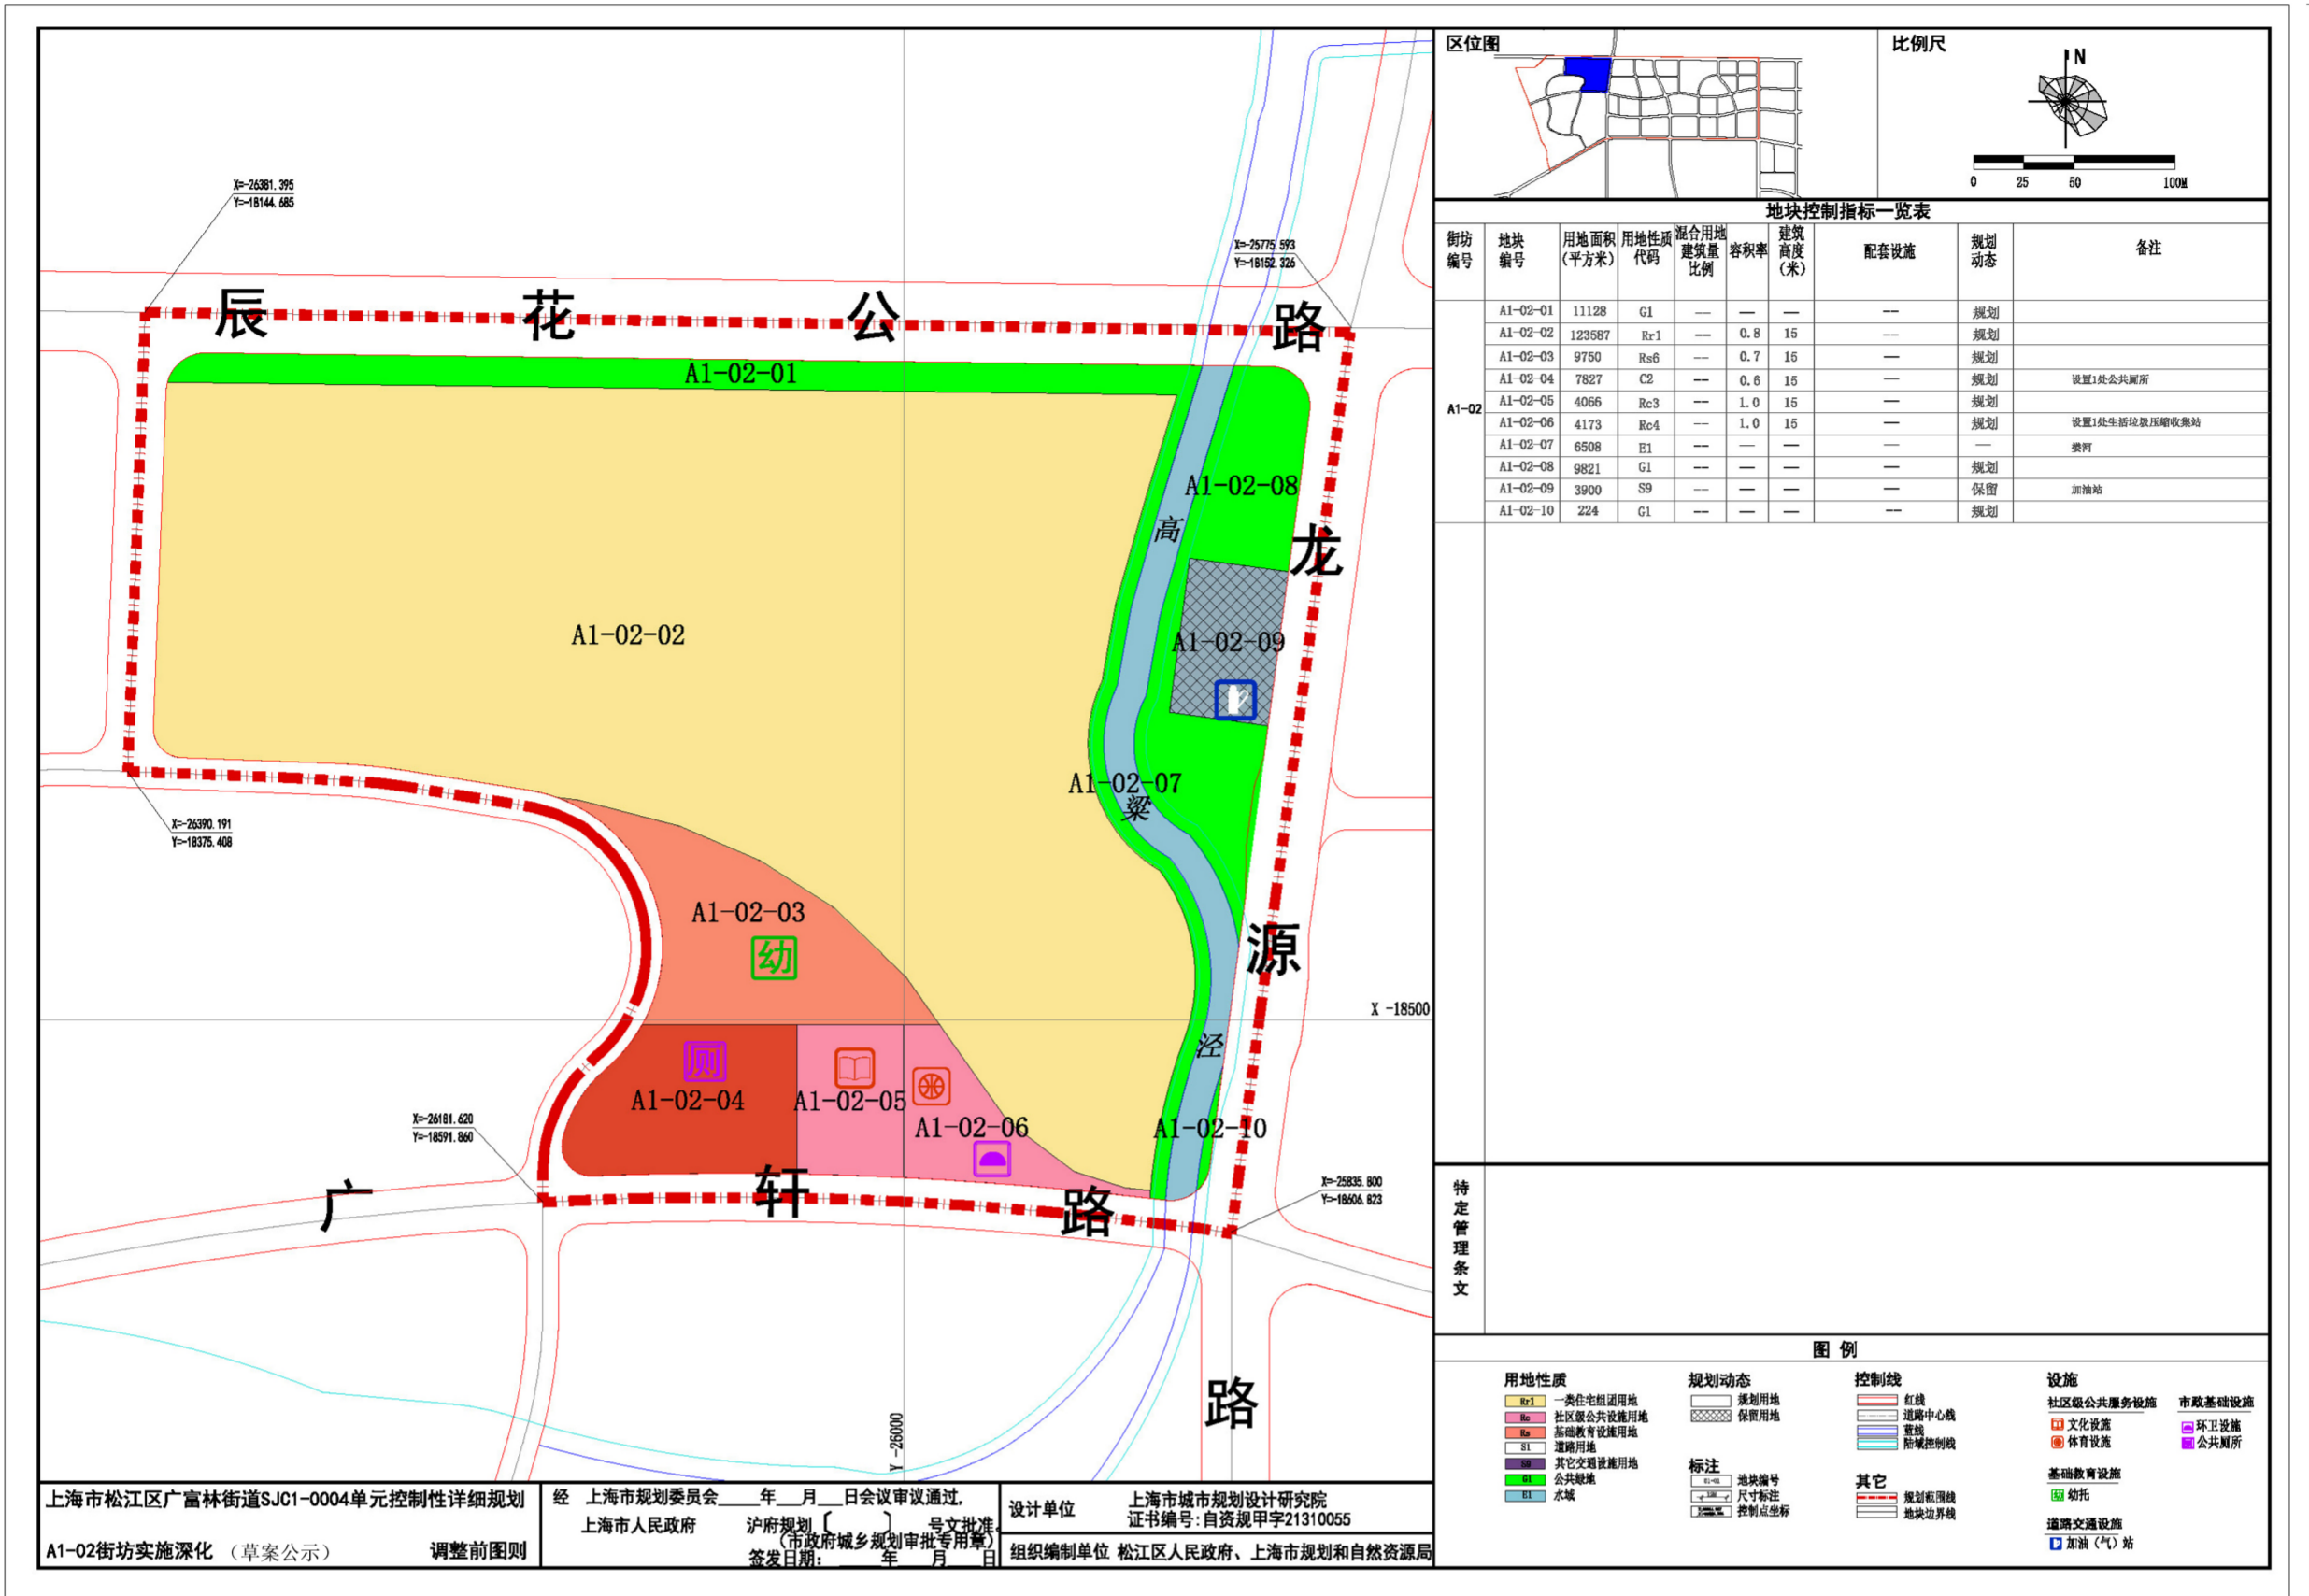 X=-26381.395
Y=-18144.685
X=-25775.593
Y=-18152.326
辰 花 公 路
A1-02-01
A1-02-08
高
龙
A1-02-02
A1-02-09
A1-02-07
粱
X=-26390.191
Y=-18375.408
A1-02-03
幼
源
X -18500
厕
泾
A1-02-04
A1-02-05
A1-02-06
A1-02-10
X=-26181.620
Y=-18591.860
广 轩 路
X=-25835.800
Y=-18606.823
路
Y -26000
区位图
比例尺
N
0 25 50 100M
地块控制指标一览表
街坊编号 地块编号 用地面积(平方米) 用地性质代码 混合用地建筑量比例 容积率 建筑高度(米) 配套设施 规划动态 备注
A1-02
A1-02-01 11128 G1 —— — — —— 规划
A1-02-02 123587 Rr1 —— 0.8 15 —— 规划
A1-02-03 9750 Rs6 —— 0.7 15 — 规划
A1-02-04 7827 C2 —— 0.6 15 — 规划 设置1处公共厕所
A1-02-05 4066 Rc3 —— 1.0 15 — 规划
A1-02-06 4173 Rc4 —— 1.0 15 — 规划 设置1处生活垃圾压缩收集站
A1-02-07 6508 E1 —— — — — —
A1-02-08 9821 G1 —— — — — 规划
A1-02-09 3900 S9 —— — — — 保留 加油站
A1-02-10 224 G1 —— — — —— 规划
特定管理条文
图 例
用地性质
Rr1 一类住宅组团用地
Rc 社区级公共设施用地
Rs 基础教育设施用地
S1 道路用地
S9 其它交通设施用地
G1 公共绿地
E1 水域
规划动态
规划用地
保留用地
标注
地块编号
尺寸标注
控制点坐标
控制线
红线
道路中心线
蓝线
陆域控制线
其它
规划范围线
地块边界线
设施
社区级公共服务设施 市政基础设施
文化设施 环卫设施
体育设施 公共厕所
基础教育设施
幼托
道路交通设施
加油（气）站
上海市松江区广富林街道SJC1-0004单元控制性详细规划
A1-02街坊实施深化 （草案公示） 调整前图则
经 上海市规划委员会____年___月___日会议审议通过,
上海市人民政府 沪府规划〔 〕 号文批准。
(市政府城乡规划审批专用章)
签发日期: ____年___月___日
设计单位 上海市城市规划设计研究院
证书编号:自资规甲字21310055
组织编制单位 松江区人民政府、上海市规划和自然资源局